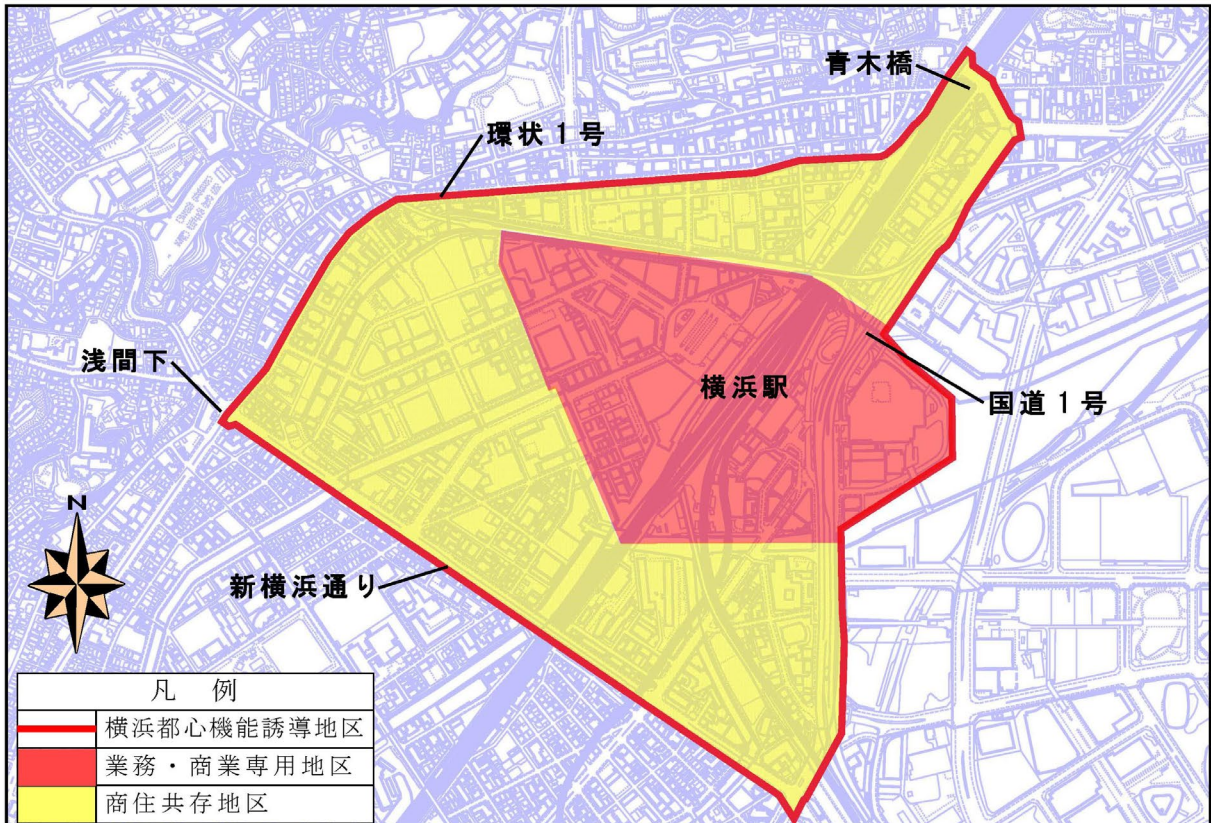 青木橋
環状1号
浅間下
横浜駅
国道1号
N
新横浜通り
凡 例
横浜都心機能誘導地区
業務・商業専用地区
商住共存地区